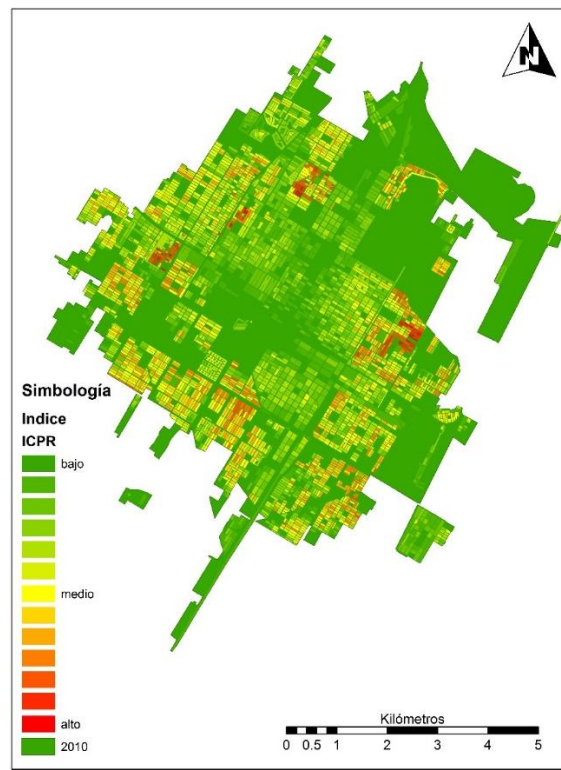 N
Simbología
Indice
ICPR
bajo
medio
alto
2010
Kilómetros
0 0.5 1 2 3 4 5